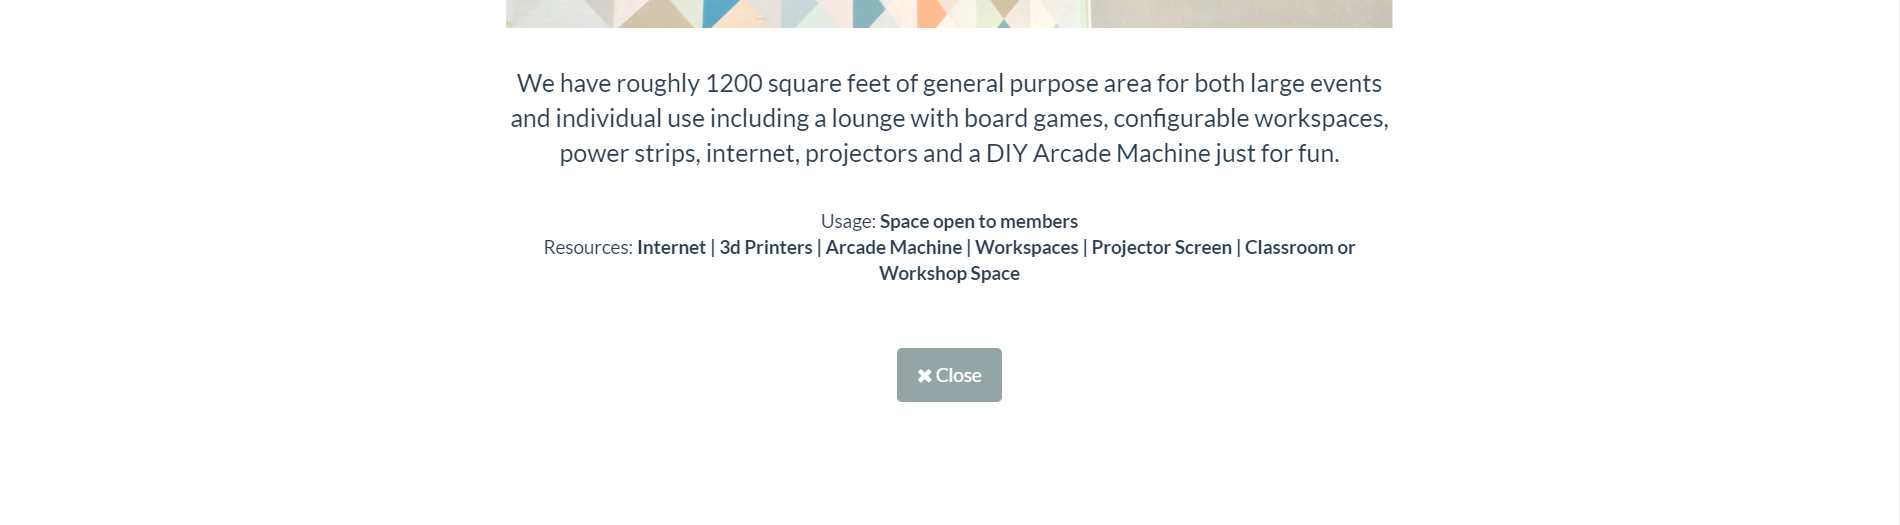 We have roughly 1200 square feet of general purpose area for both large events
and individual use including a lounge with board games, configurable workspaces,
power strips, internet, projectors and a DIY Arcade Machine just for fun.
Usage: Space open to members
Resources: Internet | 3d Printers | Arcade Machine | Workspaces | Projector Screen | Classroom or
Workshop Space
Close